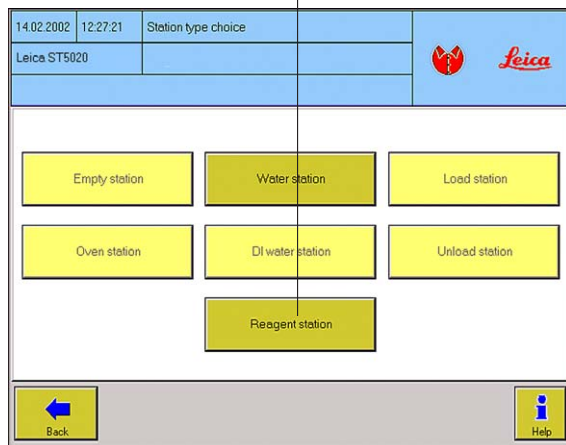 14.02.2002 12:27:21 Station type choice
Leica ST5020
Leica
Empty station Water station Load station
Oven station DI water station Unload station
Reagent station
Back Help